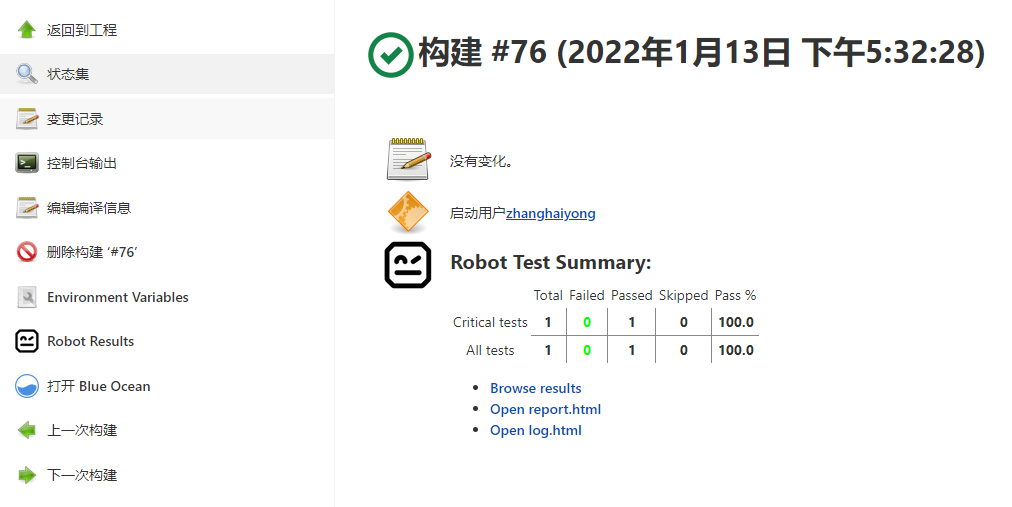 返回到工程
状态集
变更记录
控制台输出
编辑编译信息
删除构建 ‘#76’
Environment Variables
Robot Results
打开 Blue Ocean
上一次构建
下一次构建
构建 #76 (2022年1月13日 下午5:32:28)
没有变化。
启动用户zhanghaiyong
Robot Test Summary:
Total Failed Passed Skipped Pass %
Critical tests 1 0 1 0 100.0
All tests 1 0 1 0 100.0
Browse results
Open report.html
Open log.html